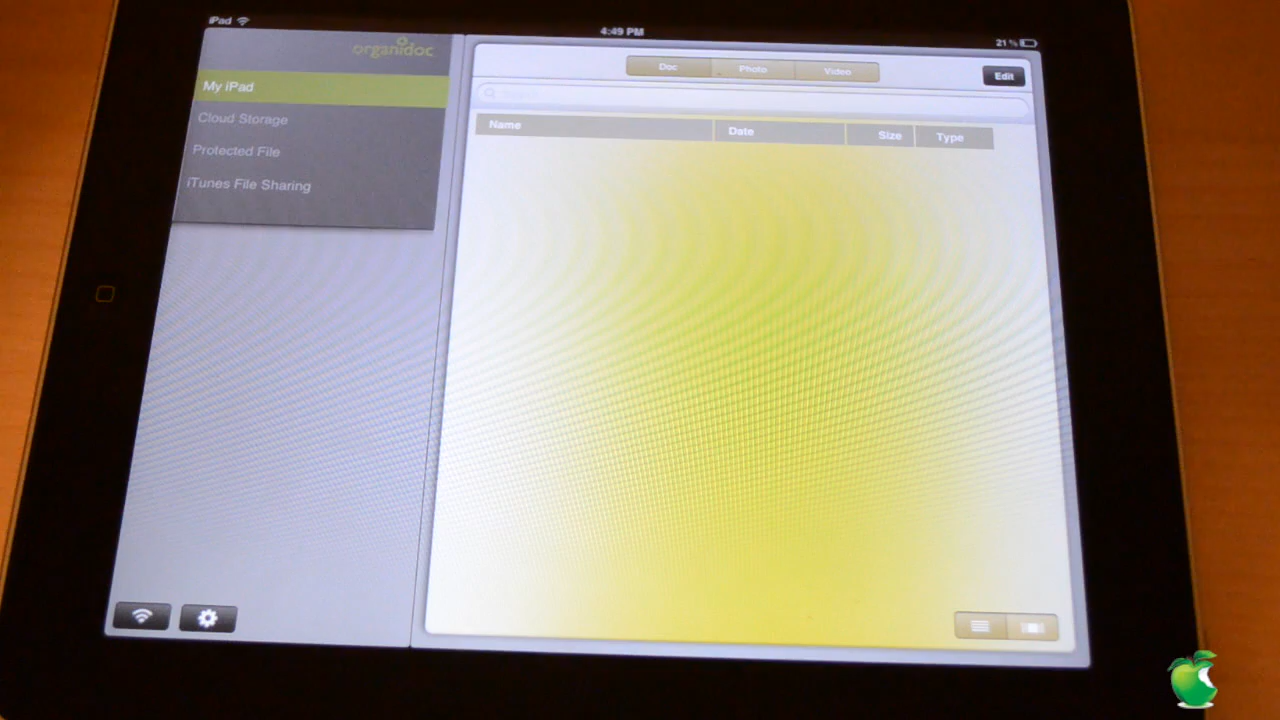 iPad
4:49 PM
21 %
organidoc
My iPad
Cloud Storage
Protected File
iTunes File Sharing
Doc
Photo
Video
Edit
Name
Date
Size
Type